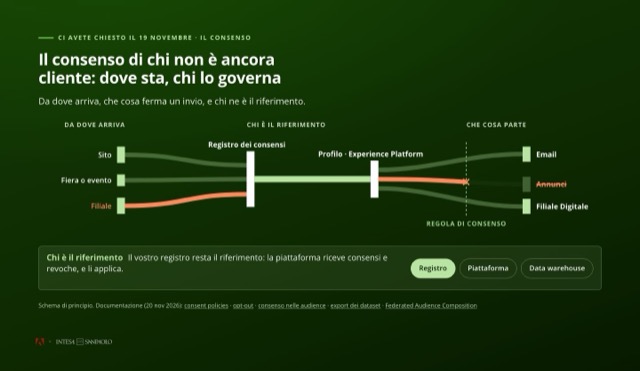 CI AVETE CHIESTO IL 19 NOVEMBRE · IL CONSENSO
Il consenso di chi non è ancora
cliente: dove sta, chi lo governa
Da dove arriva, che cosa ferma un invio, e chi ne è il riferimento.
DA DOVE ARRIVA
CHI È IL RIFERIMENTO
CHE COSA PARTE
Registro dei consensi
Sito
Profilo · Experience Platform
Email
Fiera o evento
Annunci
Filiale
Filiale Digitale
REGOLA DI CONSENSO
Chi è il riferimento Il vostro registro resta il riferimento: la piattaforma riceve consensi e
revoche, e li applica.
Registro
Piattaforma
Data warehouse
Schema di principio. Documentazione (20 nov 2026): consent policies · opt-out · consenso nelle audience · export dei dataset · Federated Audience Composition
INTESA SANPAOLO